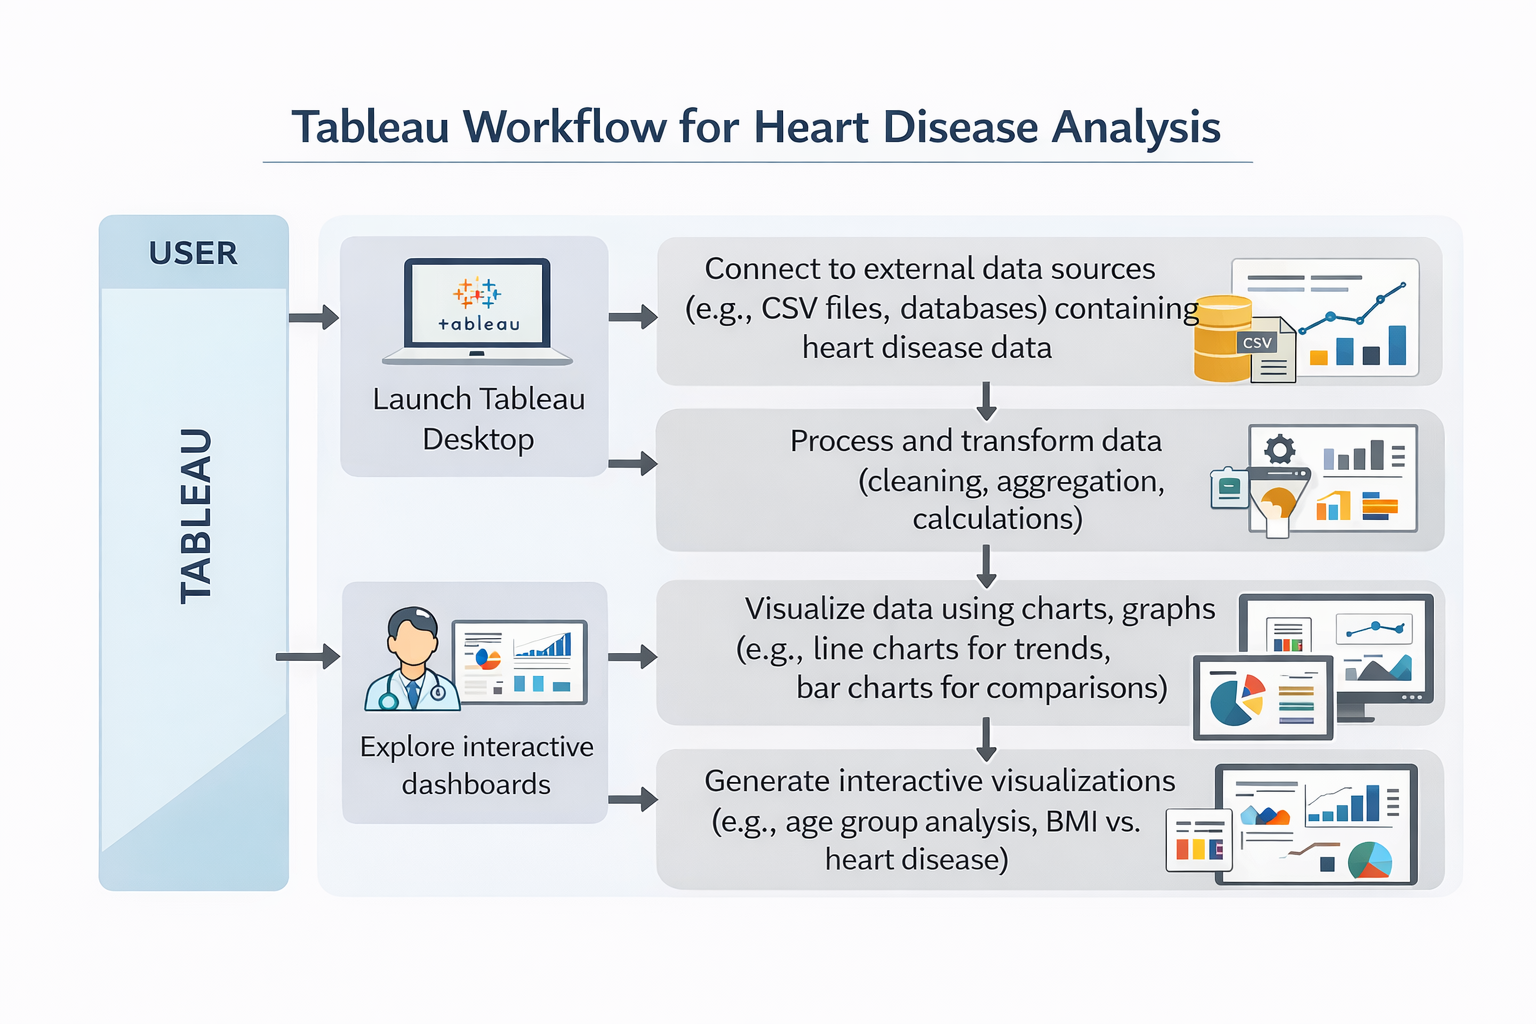 Tableau Workflow for Heart Disease Analysis
USER
TABLEAU
+ableau
Launch Tableau
Desktop
Connect to external data sources
(e.g., CSV files, databases) containing
heart disease data
CSV
Process and transform data
(cleaning, aggregation,
calculations)
Explore interactive
dashboards
Visualize data using charts, graphs
(e.g., line charts for trends,
bar charts for comparisons)
Generate interactive visualizations
(e.g., age group analysis, BMI vs.
heart disease)